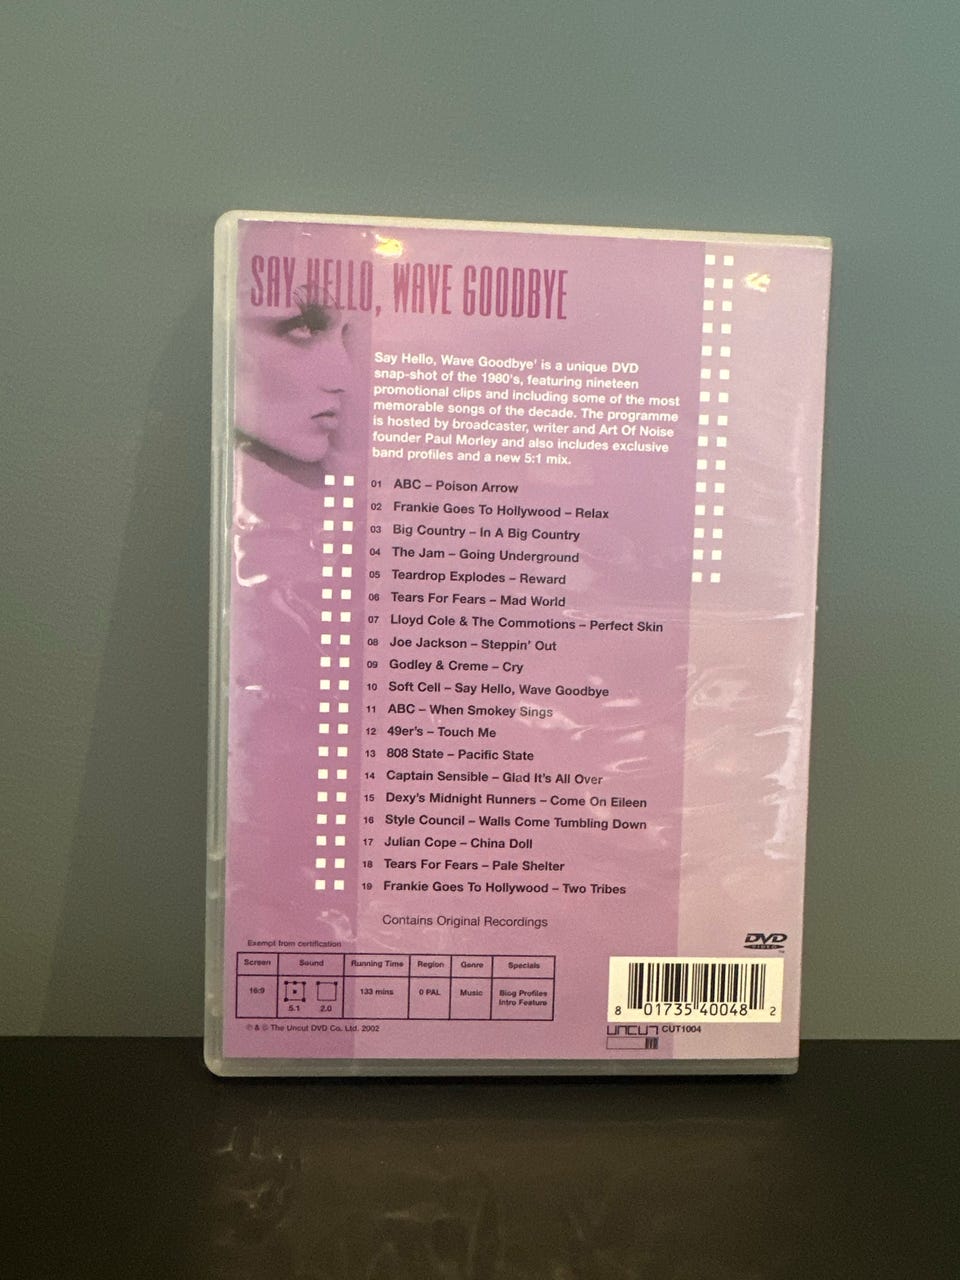 SAY HELLO, WAVE GOODBYE
Say Hello, Wave Goodbye' is a unique DVD
snap-shot of the 1980's, featuring nineteen
promotional clips and including some of the most
memorable songs of the decade. The programme
is hosted by broadcaster, writer and Art Of Noise
founder Paul Morley and also includes exclusive
band profiles and a new 5:1 mix.
01 ABC – Poison Arrow
02 Frankie Goes To Hollywood – Relax
03 Big Country – In A Big Country
04 The Jam – Going Underground
05 Teardrop Explodes – Reward
06 Tears For Fears – Mad World
07 Lloyd Cole & The Commotions – Perfect Skin
08 Joe Jackson – Steppin' Out
09 Godley & Creme – Cry
10 Soft Cell – Say Hello, Wave Goodbye
11 ABC – When Smokey Sings
12 49er's – Touch Me
13 808 State – Pacific State
14 Captain Sensible – Glad It's All Over
15 Dexy's Midnight Runners – Come On Eileen
16 Style Council – Walls Come Tumbling Down
17 Julian Cope – China Doll
18 Tears For Fears – Pale Shelter
19 Frankie Goes To Hollywood – Two Tribes
Contains Original Recordings
Exempt from certification
Screen Sound Running Time Region Genre Specials
16:9 5.1 2.0 133 mins 0 PAL Music Biog Profiles
Intro Feature
℗ & © The Uncut DVD Co. Ltd. 2002
DVD
VIDEO
™
8 01735 40048 2
UNCUT CUT1004